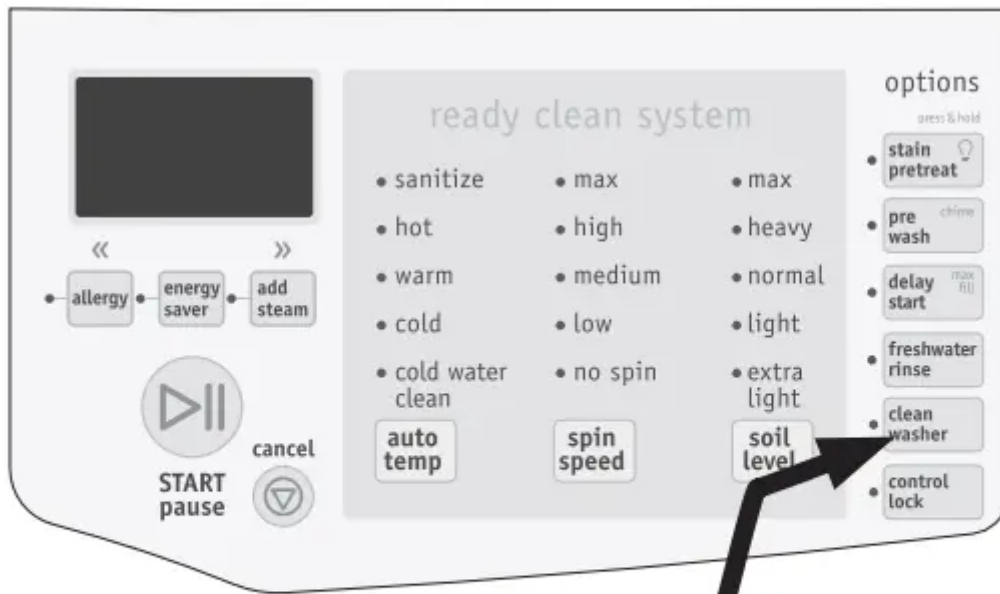 options
press & hold
ready clean system
sanitize
hot
warm
cold
cold water
clean
auto
temp
max
high
medium
low
no spin
spin
speed
max
heavy
normal
light
extra
light
soil
level
« »
allergy
energy
saver
add
steam
START
pause
cancel
stain
pretreat
pre chime
wash
delay max
start fill
freshwater
rinse
clean
washer
control
lock